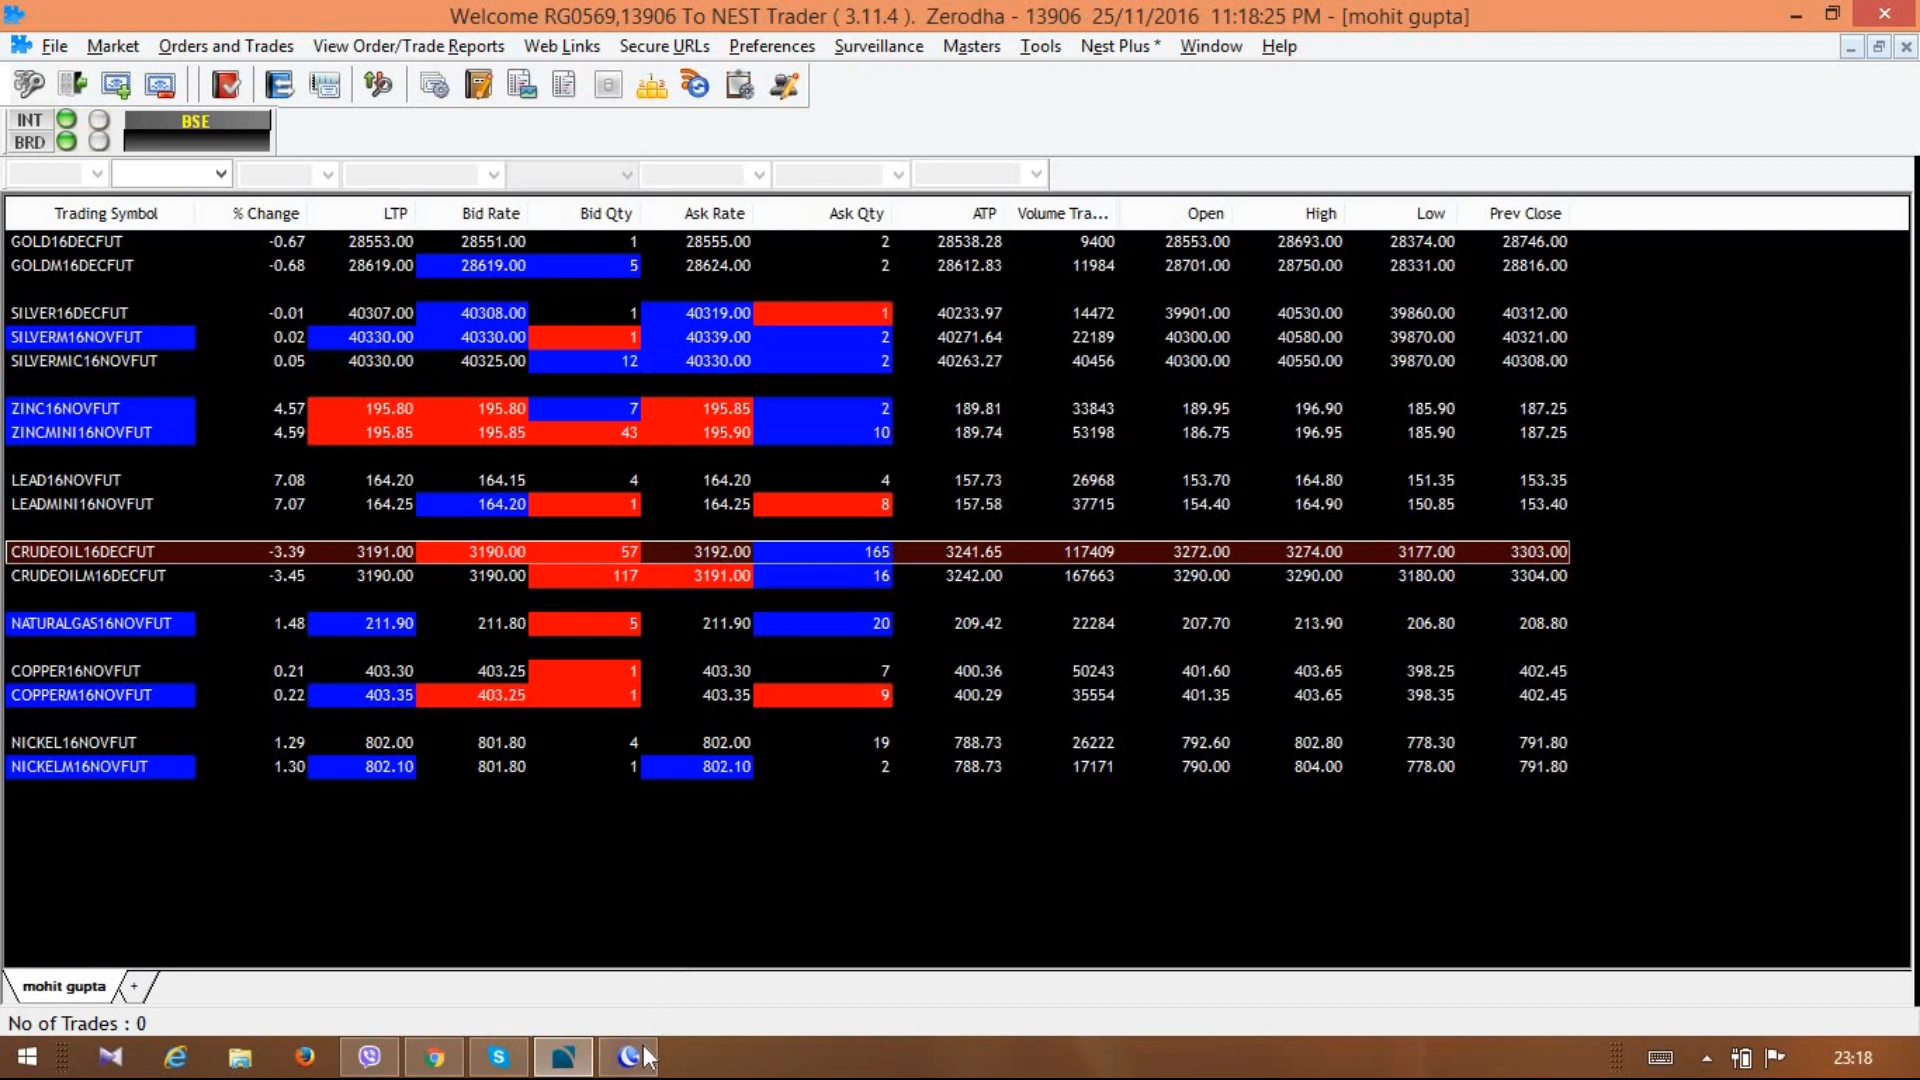 Welcome RG0569,13906 To NEST Trader ( 3.11.4 ). Zerodha - 13906 25/11/2016 11:18:25 PM - [mohit gupta]
File Market Orders and Trades View Order/Trade Reports Web Links Secure URLs Preferences Surveillance Masters Tools Nest Plus * Window Help
INT BSE
BRD
Trading Symbol % Change LTP Bid Rate Bid Qty Ask Rate Ask Qty ATP Volume Tra... Open High Low Prev Close
GOLD16DECFUT -0.67 28553.00 28551.00 1 28555.00 2 28538.28 9400 28553.00 28693.00 28374.00 28746.00
GOLDM16DECFUT -0.68 28619.00 28619.00 5 28624.00 2 28612.83 11984 28701.00 28750.00 28331.00 28816.00
SILVER16DECFUT -0.01 40307.00 40308.00 1 40319.00 1 40233.97 14472 39901.00 40530.00 39860.00 40312.00
SILVERM16NOVFUT 0.02 40330.00 40330.00 1 40339.00 2 40271.64 22189 40300.00 40580.00 39870.00 40321.00
SILVERMIC16NOVFUT 0.05 40330.00 40325.00 12 40330.00 2 40263.27 40456 40300.00 40550.00 39870.00 40308.00
ZINC16NOVFUT 4.57 195.80 195.80 7 195.85 2 189.81 33843 189.95 196.90 185.90 187.25
ZINCMINI16NOVFUT 4.59 195.85 195.85 43 195.90 10 189.74 53198 186.75 196.95 185.90 187.25
LEAD16NOVFUT 7.08 164.20 164.15 4 164.20 4 157.73 26968 153.70 164.80 151.35 153.35
LEADMINI16NOVFUT 7.07 164.25 164.20 1 164.25 8 157.58 37715 154.40 164.90 150.85 153.40
CRUDEOIL16DECFUT -3.39 3191.00 3190.00 57 3192.00 165 3241.65 117409 3272.00 3274.00 3177.00 3303.00
CRUDEOILM16DECFUT -3.45 3190.00 3190.00 117 3191.00 16 3242.00 167663 3290.00 3290.00 3180.00 3304.00
NATURALGAS16NOVFUT 1.48 211.90 211.80 5 211.90 20 209.42 22284 207.70 213.90 206.80 208.80
COPPER16NOVFUT 0.21 403.30 403.25 1 403.30 7 400.36 50243 401.60 403.65 398.25 402.45
COPPERM16NOVFUT 0.22 403.35 403.25 1 403.35 9 400.29 35554 401.35 403.65 398.35 402.45
NICKEL16NOVFUT 1.29 802.00 801.80 4 802.00 19 788.73 26222 792.60 802.80 778.30 791.80
NICKELM16NOVFUT 1.30 802.10 801.80 1 802.10 2 788.73 17171 790.00 804.00 778.00 791.80
mohit gupta +
No of Trades : 0
23:18